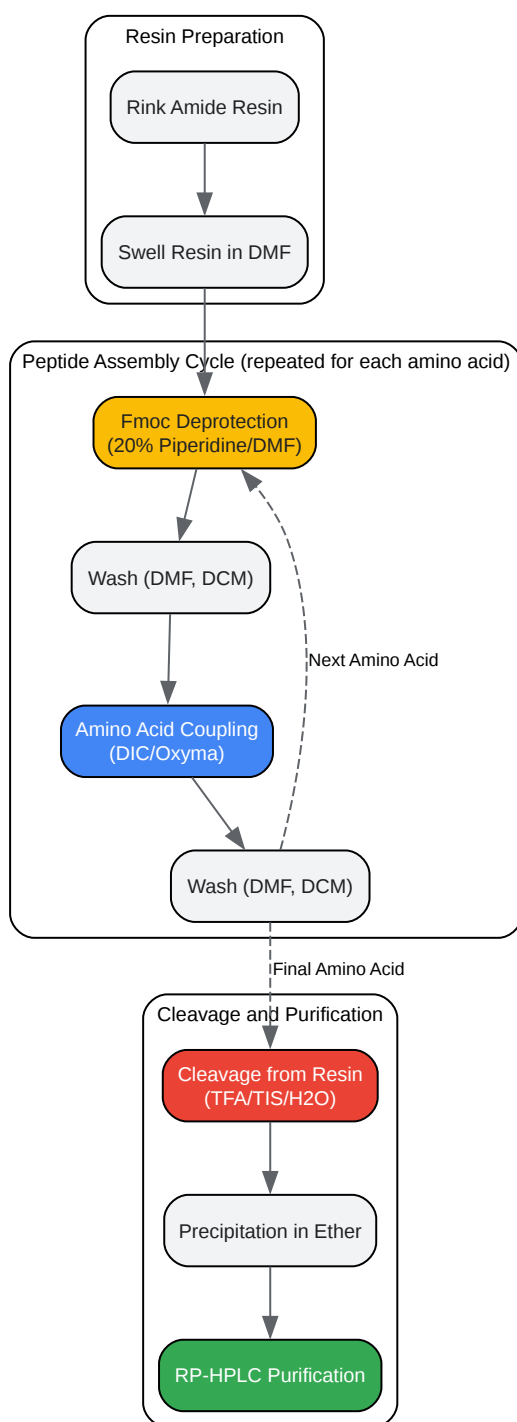 Resin Preparation
Rink Amide Resin
Swell Resin in DMF
Peptide Assembly Cycle (repeated for each amino acid)
Fmoc Deprotection
(20% Piperidine/DMF)
Wash (DMF, DCM)
Next Amino Acid
Amino Acid Coupling
(DIC/Oxyma)
Wash (DMF, DCM)
Final Amino Acid
Cleavage and Purification
Cleavage from Resin
(TFA/TIS/H2O)
Precipitation in Ether
RP-HPLC Purification